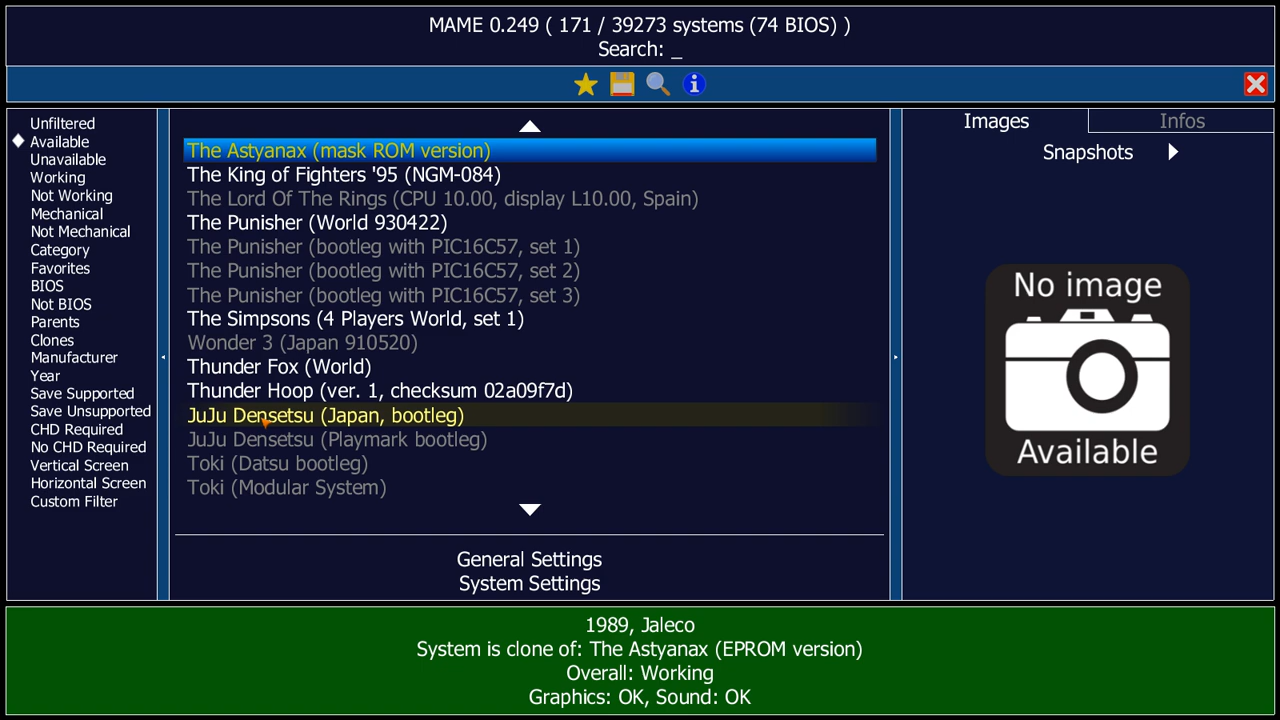 MAME 0.249 ( 171 / 39273 systems (74 BIOS) )
Search: _
Unfiltered
Available
Unavailable
Working
Not Working
Mechanical
Not Mechanical
Category
Favorites
BIOS
Not BIOS
Parents
Clones
Manufacturer
Year
Save Supported
Save Unsupported
CHD Required
No CHD Required
Vertical Screen
Horizontal Screen
Custom Filter
The Astyanax (mask ROM version)
The King of Fighters '95 (NGM-084)
The Lord Of The Rings (CPU 10.00, display L10.00, Spain)
The Punisher (World 930422)
The Punisher (bootleg with PIC16C57, set 1)
The Punisher (bootleg with PIC16C57, set 2)
The Punisher (bootleg with PIC16C57, set 3)
The Simpsons (4 Players World, set 1)
Wonder 3 (Japan 910520)
Thunder Fox (World)
Thunder Hoop (ver. 1, checksum 02a09f7d)
JuJu Densetsu (Japan, bootleg)
JuJu Densetsu (Playmark bootleg)
Toki (Datsu bootleg)
Toki (Modular System)
General Settings
System Settings
Images
Infos
Snapshots
No image
Available
1989, Jaleco
System is clone of: The Astyanax (EPROM version)
Overall: Working
Graphics: OK, Sound: OK